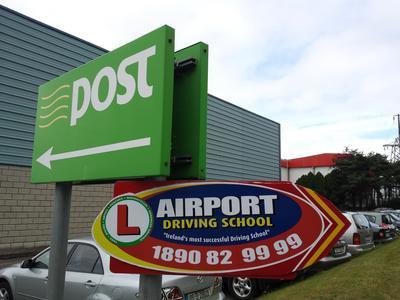 post
L
AIRPORT
DRIVING SCHOOL
"Ireland's most successful Driving School"
1890 82 99 99